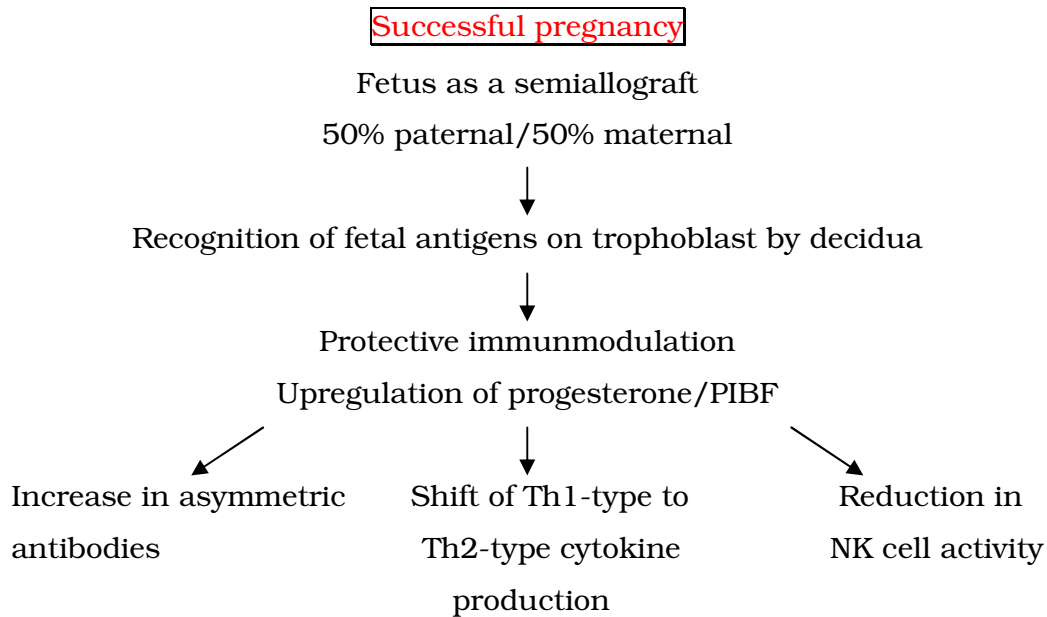 Successful pregnancy
Fetus as a semiallograft
50% paternal/50% maternal
Recognition of fetal antigens on trophoblast by decidua
Protective immunmodulation
Upregulation of progesterone/PIBF
Increase in asymmetric
antibodies
Shift of Th1-type to
Th2-type cytokine
production
Reduction in
NK cell activity